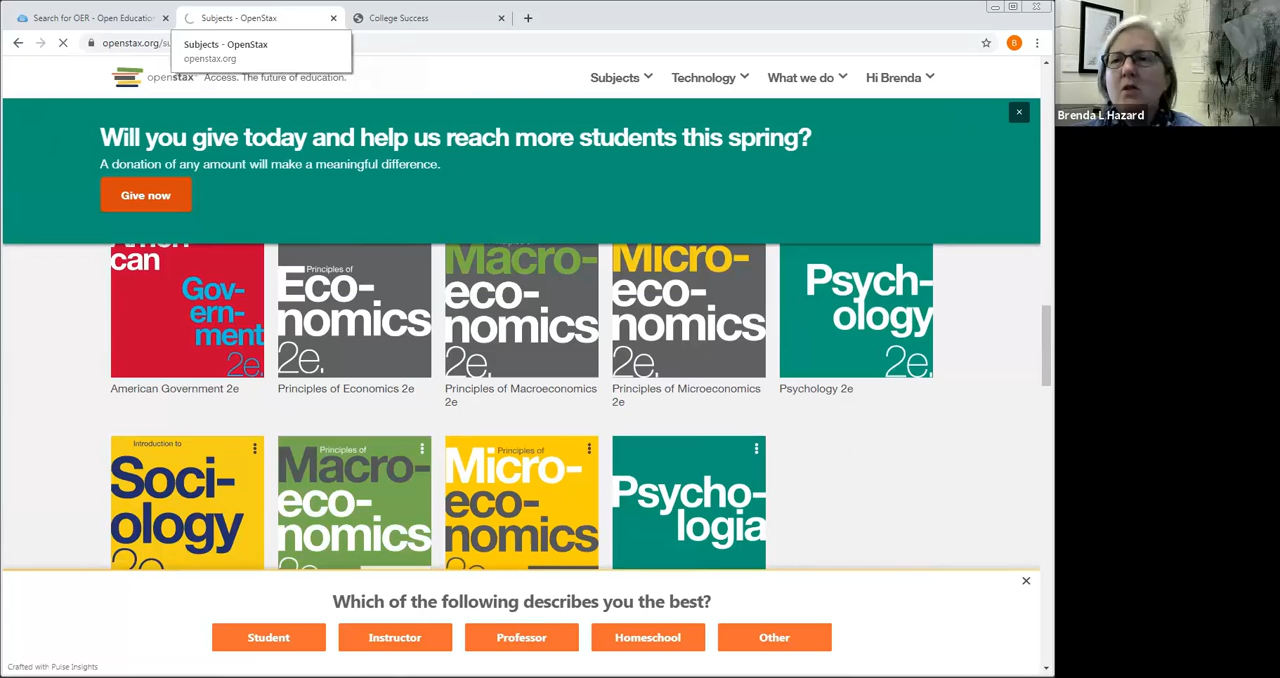 Search for OER - Open Education
Subjects - OpenStax
College Success
openstax.org/su
Subjects - OpenStax
openstax.org
B
openstax
Access. The future of education.
Subjects
Technology
What we do
Hi Brenda
Brenda L Hazard
Will you give today and help us reach more students this spring?
A donation of any amount will make a meaningful difference.
Give now
Ameri
can
Gov-
ern-
ment
2e.
Principles of
Eco-
nomics
2e.
Macro-
eco-
nomics
2e.
Micro-
eco-
nomics
2e.
Psych-
ology
2e.
American Government 2e
Principles of Economics 2e
Principles of Macroeconomics
2e
Principles of Microeconomics
2e
Psychology 2e
Introduction to
Soci-
ology
2e
Principles of
Macro-
eco-
nomics
Principles of
Micro-
eco-
nomics
Psycho-
logia
Which of the following describes you the best?
Student
Instructor
Professor
Homeschool
Other
Crafted with Pulse Insights